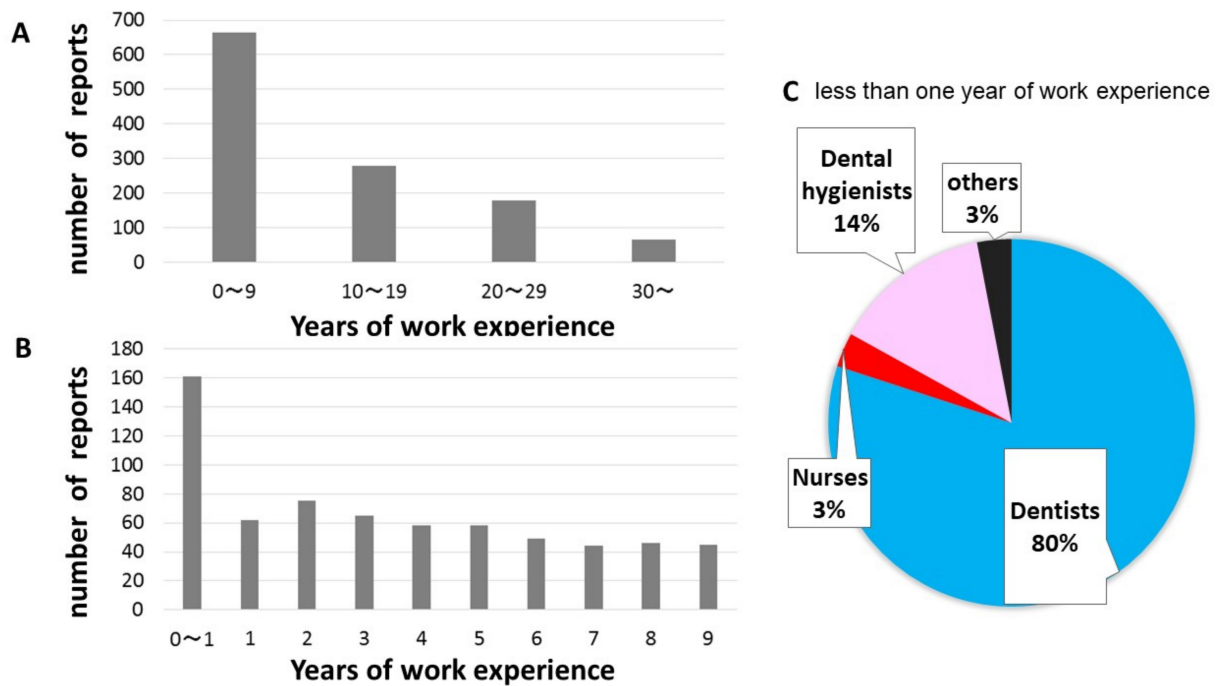 A
number of reports
700
600
500
400
300
200
100
0
0～9 10～19 20～29 30～
Years of work experience
B
number of reports
180
160
140
120
100
80
60
40
20
0
0～1 1 2 3 4 5 6 7 8 9
Years of work experience
C less than one year of work experience
Dental
hygienists
14%
others
3%
Nurses
3%
Dentists
80%